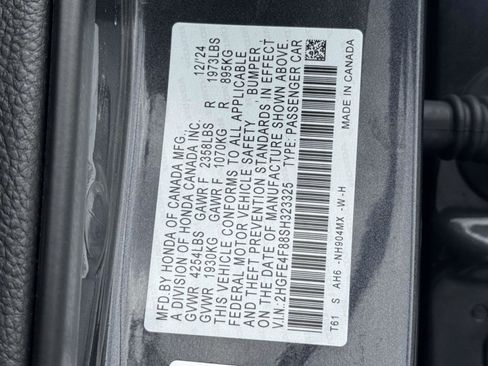 MFD.BY HONDA OF CANADA MFG.,
A DIVISION OF HONDA CANADA INC. 12/'24
GVWR 4254LBS GAWR F 2358LBS R 1973LBS
GVWR 1930KG GAWR F 1070KG R 895KG
THIS VEHICLE CONFORMS TO ALL APPLICABLE
FEDERAL MOTOR VEHICLE SAFETY BUMPER
THEFT PREVENTION STANDARDS IN EFFECT
ON THE DATE OF MANUFACTURE SHOWN ABOVE.
V.I.N.:2HGFE4F88SH323325 TYPE:PASSENGER CAR
T61 S AH6 -NH904MX -W-H MADE IN CANADA